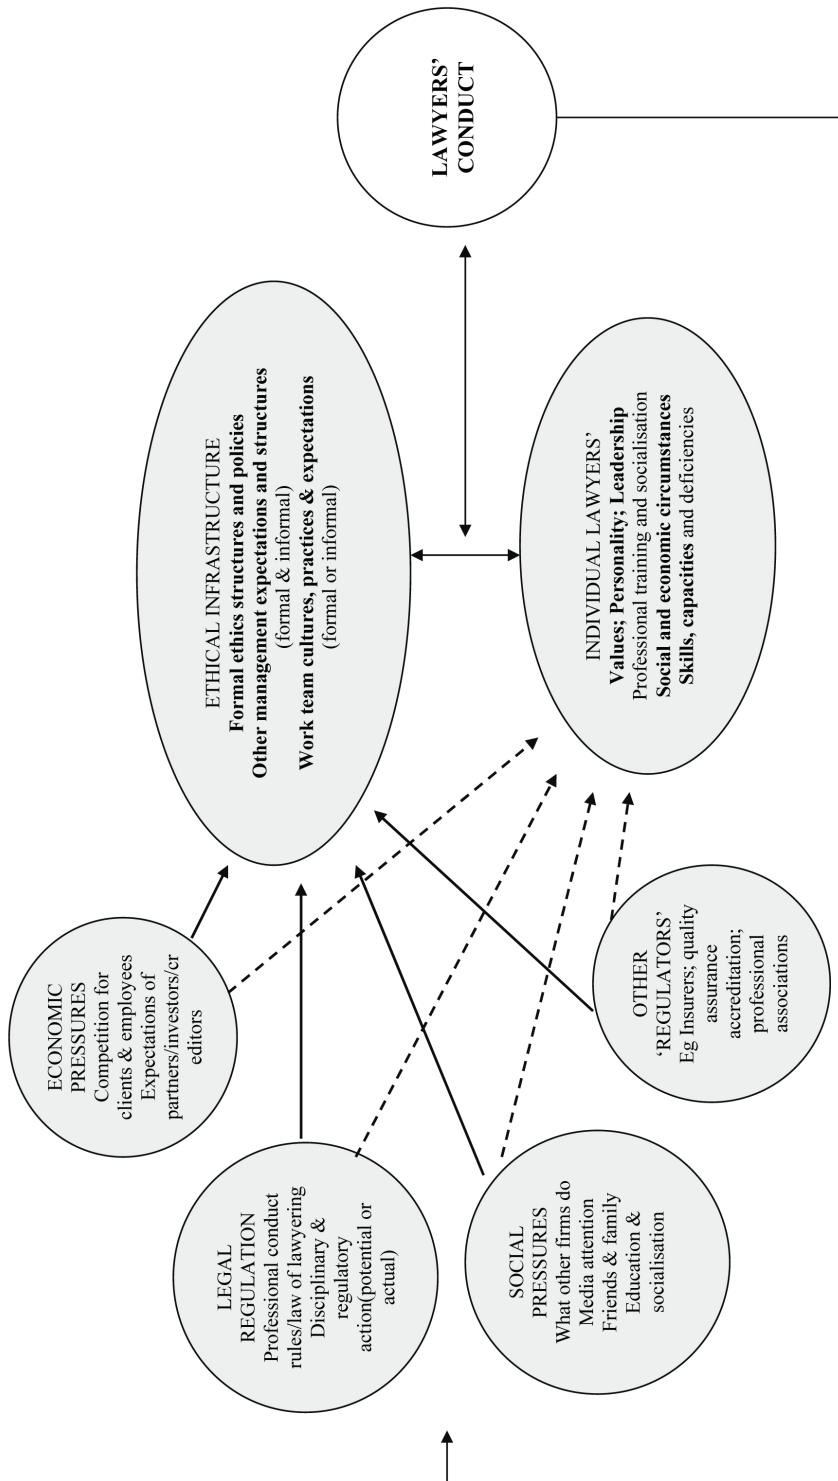 ECONOMIC
PRESSURES
Competition for
clients & employees
Expectations of
partners/investors/cr
editors
LEGAL
REGULATION
Professional conduct
rules/law of lawyering
Disciplinary &
regulatory
action(potential or
actual)
SOCIAL
PRESSURES
What other firms do
Media attention
Friends & family
Education &
socialisation
OTHER
‘REGULATORS’
Eg Insurers; quality
assurance
accreditation;
professional
associations
ETHICAL INFRASTRUCTURE
Formal ethics structures and policies
Other management expectations and structures
(formal & informal)
Work team cultures, practices & expectations
(formal or informal)
INDIVIDUAL LAWYERS’
Values; Personality; Leadership
Professional training and socialisation
Social and economic circumstances
Skills, capacities and deficiencies
LAWYERS’
CONDUCT